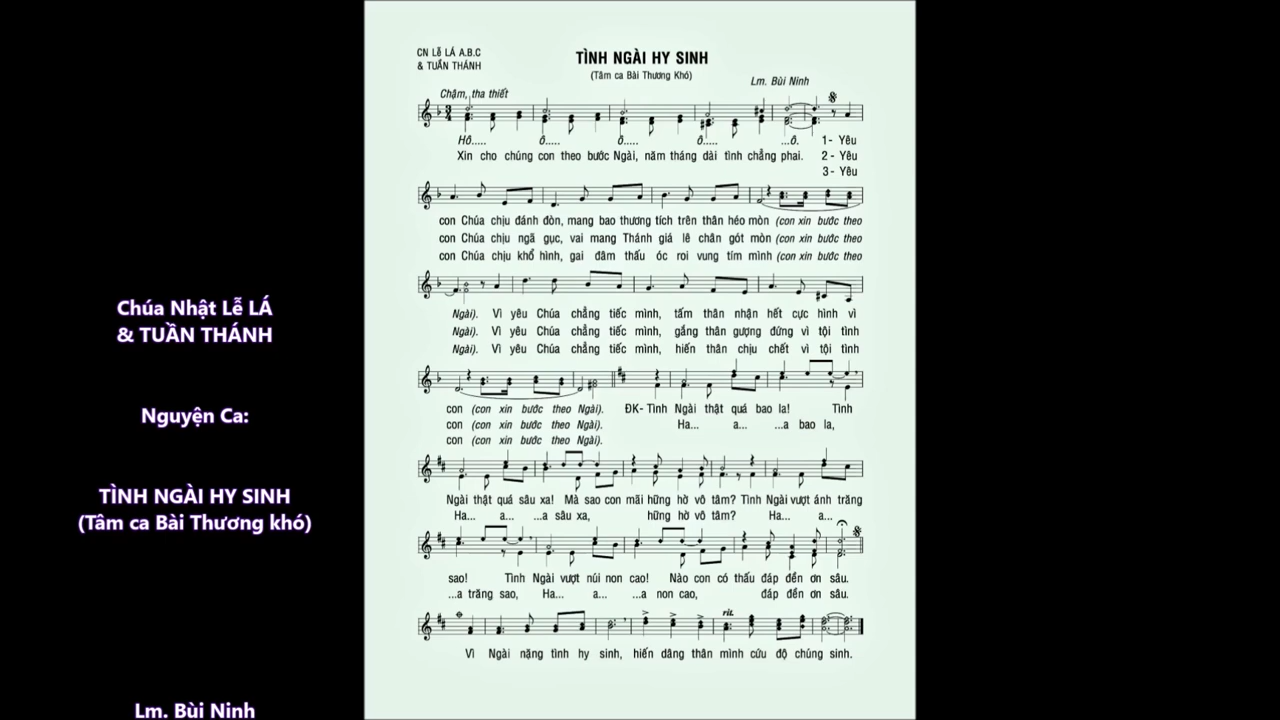 Chúa Nhật Lễ LÁ
& TUẦN THÁNH
Nguyện Ca:
TÌNH NGÀI HY SINH
(Tâm ca Bài Thương khó)
Lm. Bùi Ninh
CN Lễ LÁ A.B.C
& TUẦN THÁNH
TÌNH NGÀI HY SINH
(Tâm ca Bài Thương Khó)
Lm. Bùi Ninh
Chậm, tha thiết
Hô..... ô..... ô..... ô..... ...ô. 1- Yêu
Xin cho chúng con theo bước Ngài, năm tháng dài tình chẳng phai. 2- Yêu
3- Yêu
con Chúa chịu đánh đòn, mang bao thương tích trên thân héo mòn (con xin bước theo
con Chúa chịu ngã gục, vai mang Thánh giá lê chân gót mòn (con xin bước theo
con Chúa chịu khổ hình, gai đâm thấu óc roi vung tím mình (con xin bước theo
Ngài). Vì yêu Chúa chẳng tiếc mình, tấm thân nhận hết cực hình vì
Ngài). Vì yêu Chúa chẳng tiếc mình, gắng thân gượng đứng vì tội tình
Ngài). Vì yêu Chúa chẳng tiếc mình, hiến thân chịu chết vì tội tình
con (con xin bước theo Ngài). ĐK- Tình Ngài thật quá bao la! Tình
con (con xin bước theo Ngài). Ha... a... ...a bao la,
con (con xin bước theo Ngài).
Ngài thật quá sâu xa! Mà sao con mãi hững hờ vô tâm? Tình Ngài vượt ánh trăng
Ha... a... ...a sâu xa, hững hờ vô tâm? Ha... a...
sao! Tình Ngài vượt núi non cao! Nào con có thấu đáp đền ơn sâu.
...a trăng sao, Ha... a... ...a non cao, đáp đền ơn sâu.
rit.
Vì Ngài nặng tình hy sinh, hiến dâng thân mình cứu độ chúng sinh.